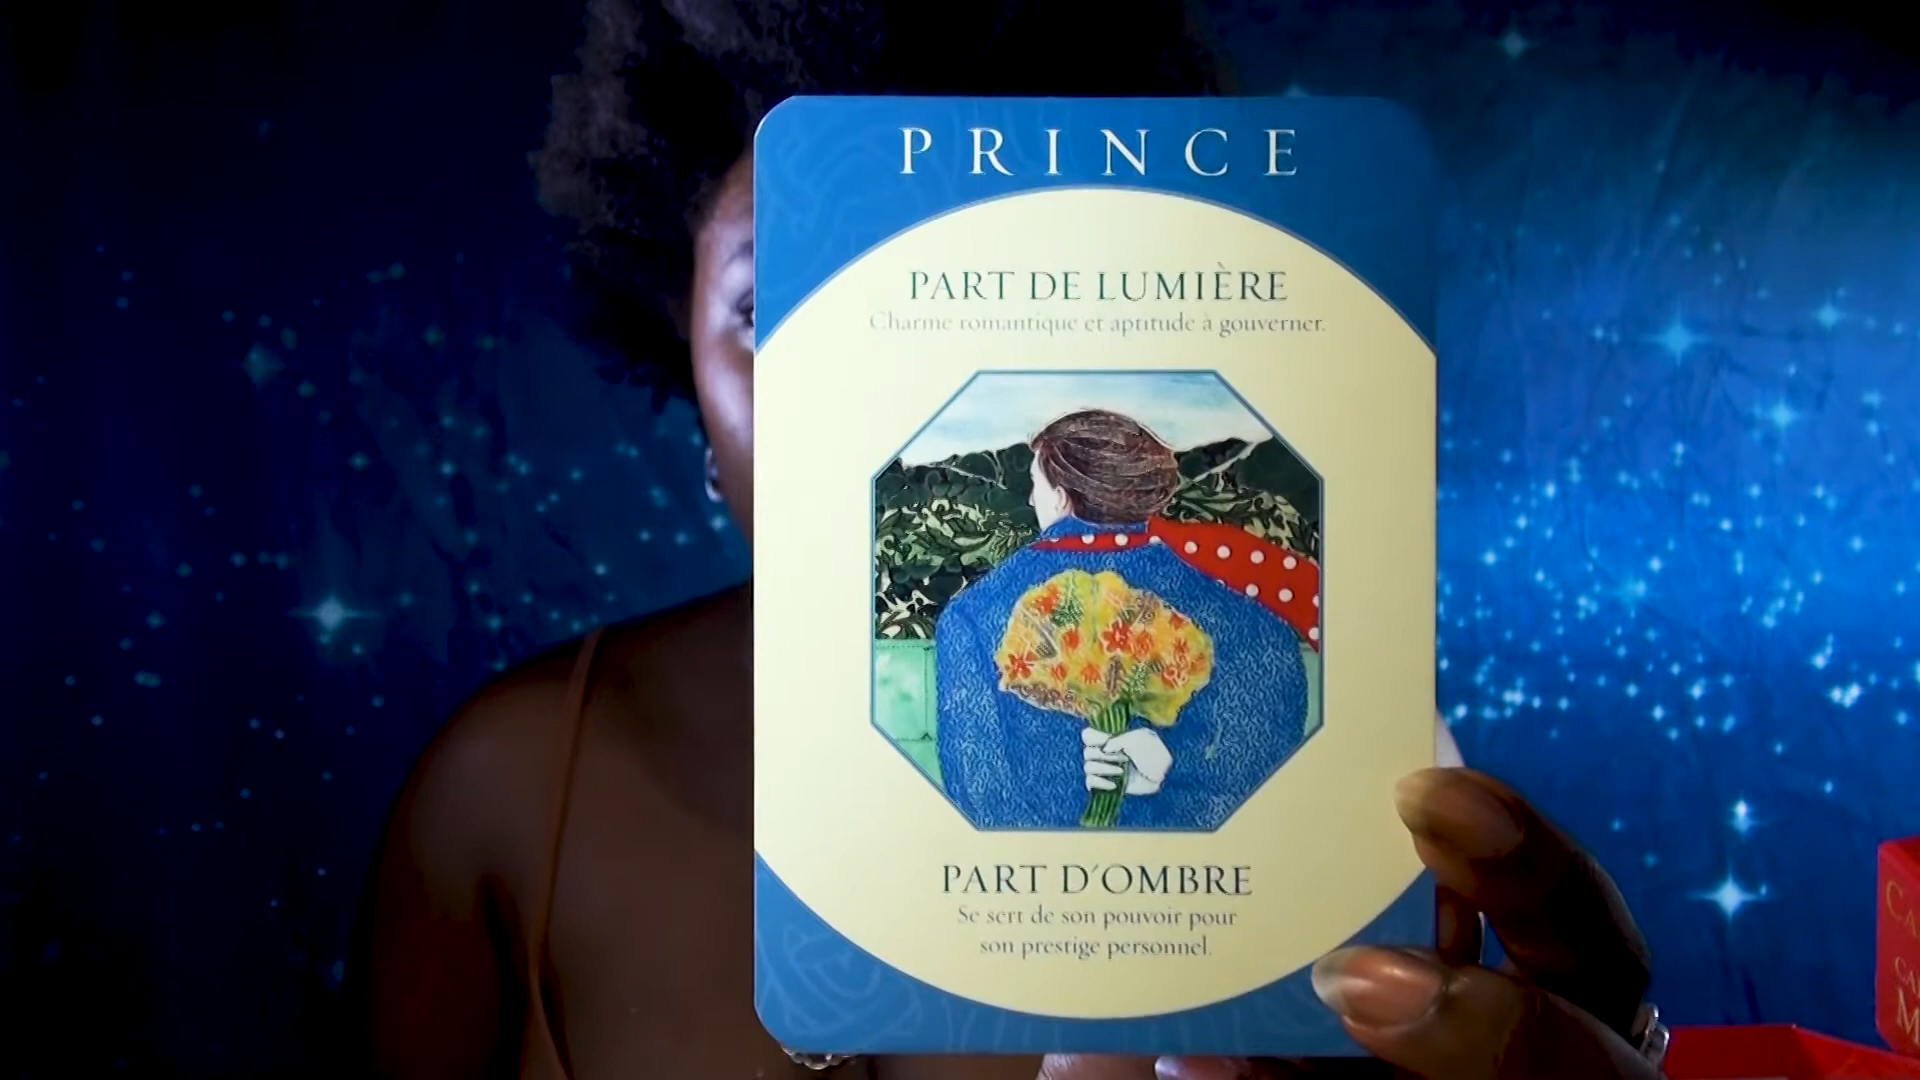 PRINCE
PART DE LUMIÈRE
Charme romantique et aptitude à gouverner.
PART D'OMBRE
Se sert de son pouvoir pour
son prestige personnel.